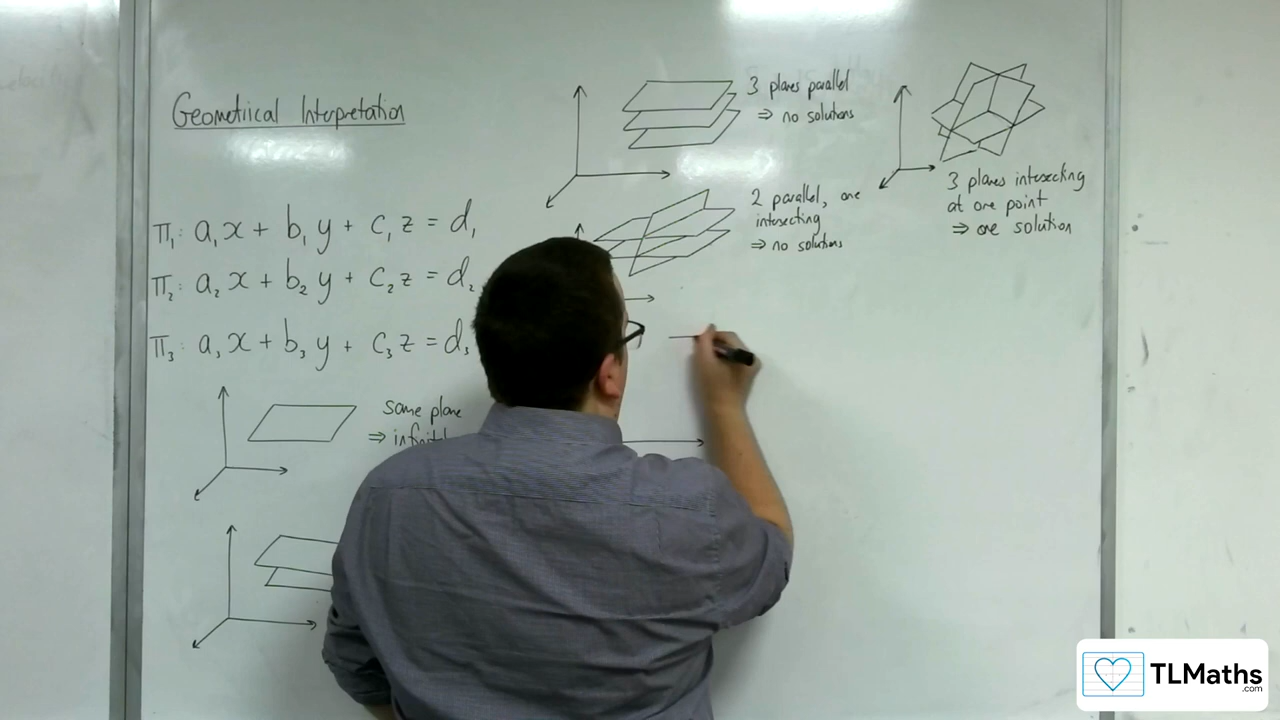 Geometrical Interpretation
π₁: a₁x + b₁y + c₁z = d₁
π₂: a₂x + b₂y + c₂z = d₂
π₃: a₃x + b₃y + c₃z = d₃
same plane
⇒
3 planes parallel
⇒ no solutions
2 parallel, one
intersecting
⇒ no solutions
3 planes intersecting
at one point
⇒ one solution
TLMaths
.com